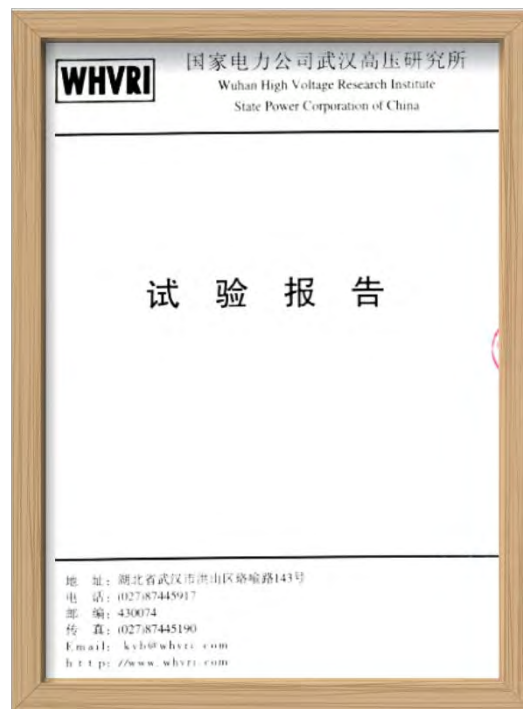 WHVRI
国家电力公司武汉高压研究所
Wuhan High Voltage Research Institute
State Power Corporation of China
试 验 报 告
地 址：湖北省武汉市洪山区珞喻路143号
电 话：(027)87445917
邮 编：430074
传 真：(027)87445190
Email: kyb@whvri.com
http://www.whvri.com